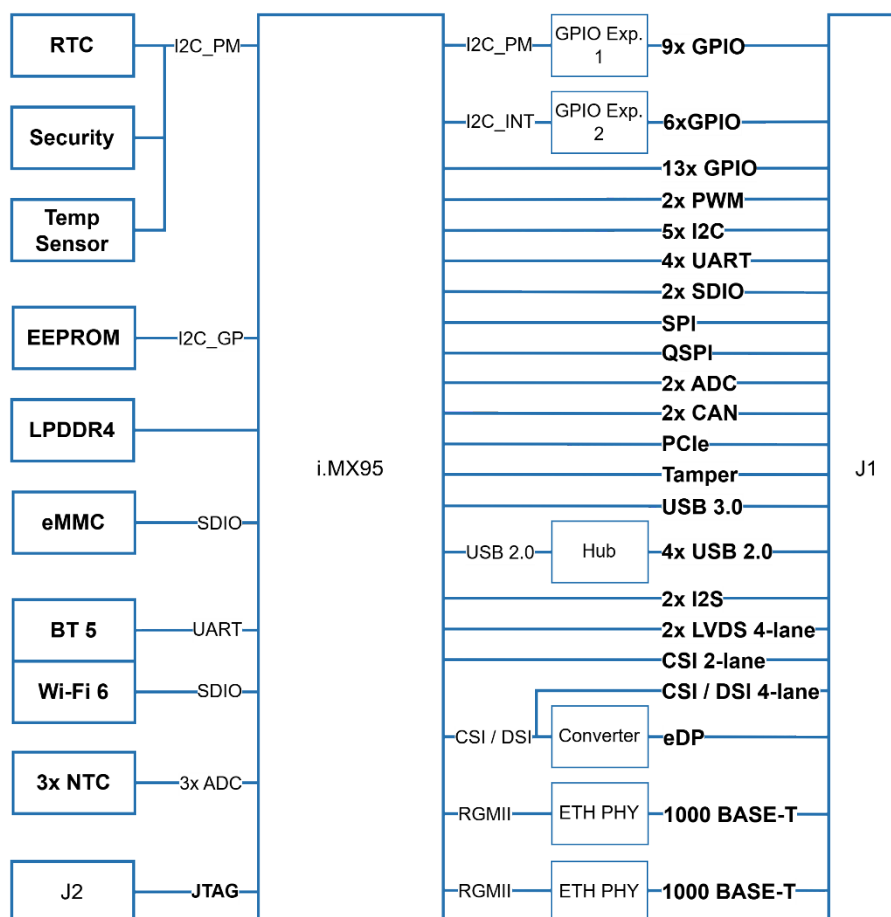 RTC
I2C_PM
Security
Temp
Sensor
EEPROM
I2C_GP
LPDDR4
eMMC
SDIO
BT 5
UART
Wi-Fi 6
SDIO
3x NTC
3x ADC
J2
JTAG
i.MX95
I2C_PM
GPIO Exp.
1
9x GPIO
I2C_INT
GPIO Exp.
2
6xGPIO
13x GPIO
2x PWM
5x I2C
4x UART
2x SDIO
SPI
QSPI
2x ADC
2x CAN
PCIe
Tamper
USB 3.0
USB 2.0
Hub
4x USB 2.0
2x I2S
2x LVDS 4-lane
CSI 2-lane
CSI / DSI 4-lane
CSI / DSI
Converter
eDP
RGMII
ETH PHY
1000 BASE-T
RGMII
ETH PHY
1000 BASE-T
J1